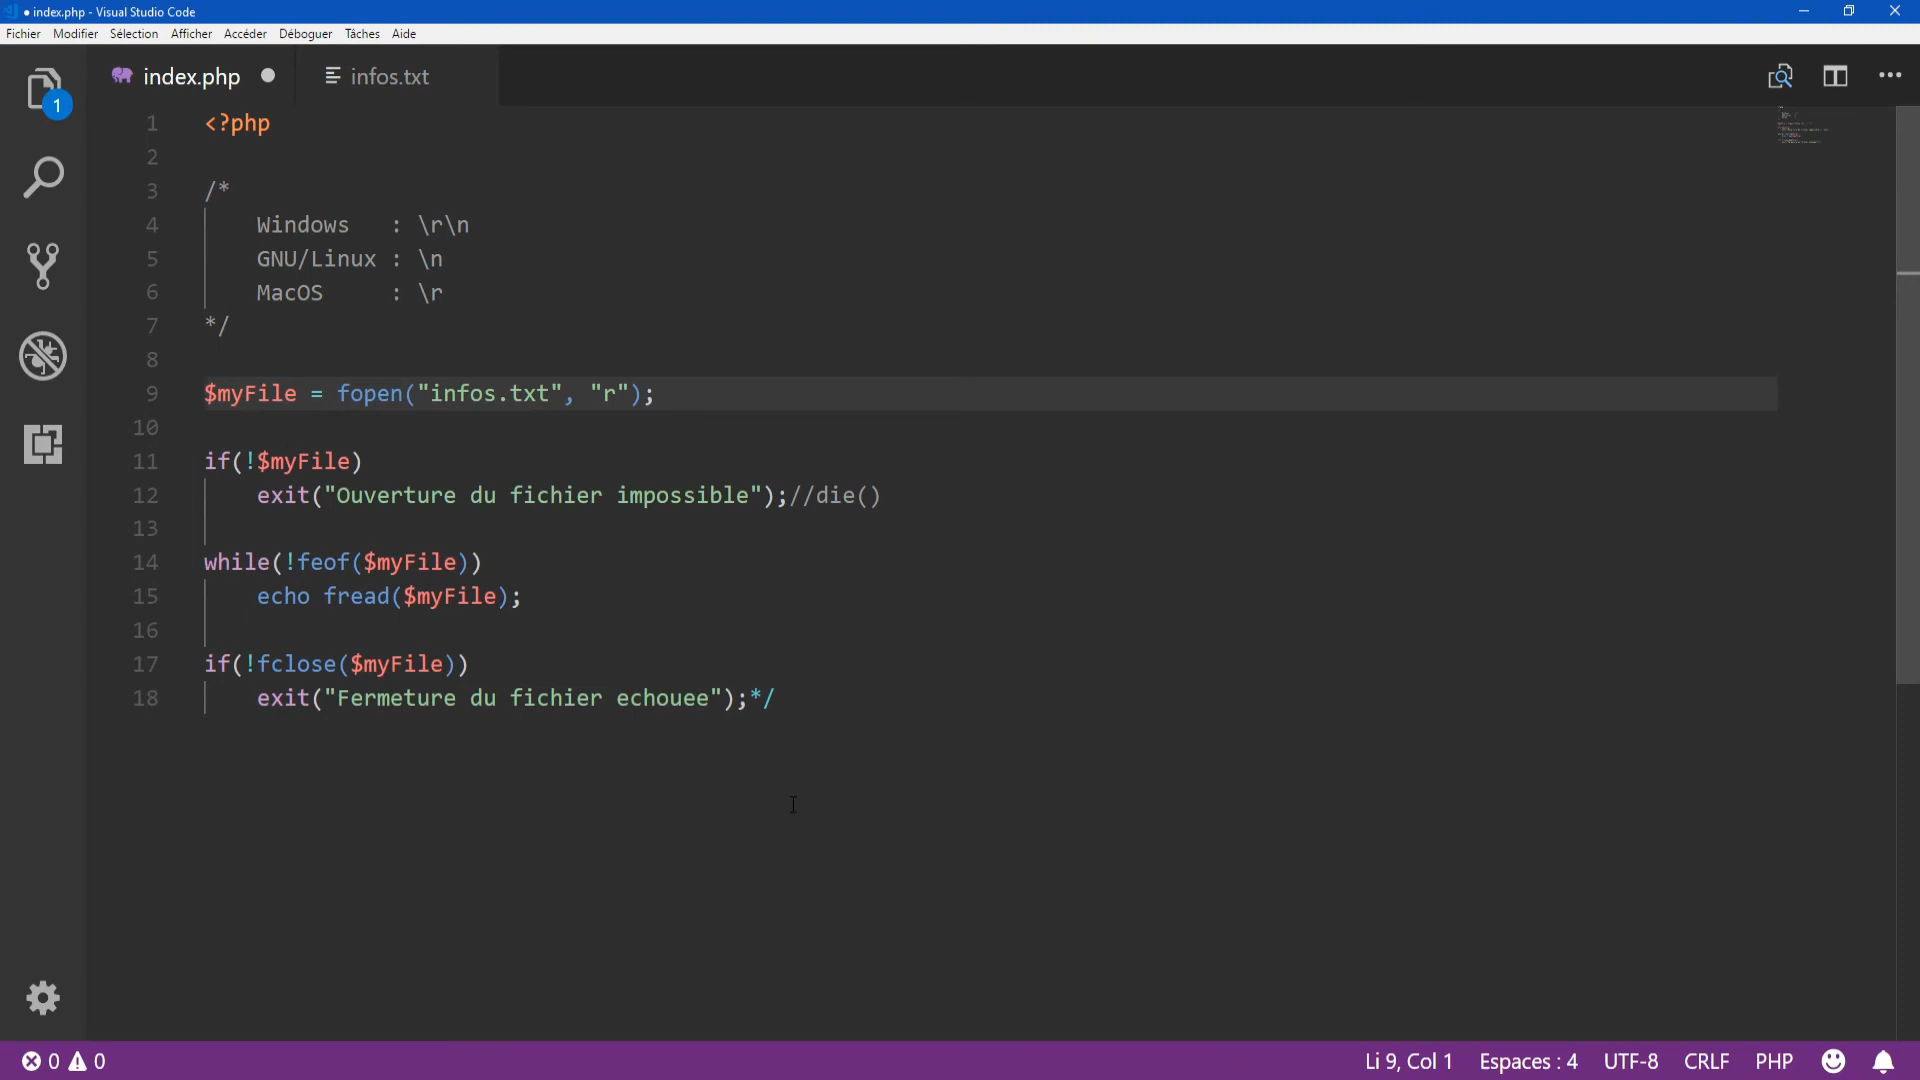 ● index.php - Visual Studio Code
Fichier Modifier Sélection Afficher Accéder Déboguer Tâches Aide
index.php ● infos.txt
1
1 <?php
2
3 /*
4     Windows   : \r\n
5     GNU/Linux : \n
6     MacOS     : \r
7 */
8
9 $myFile = fopen("infos.txt", "r");
10
11 if(!$myFile)
12     exit("Ouverture du fichier impossible");//die()
13
14 while(!feof($myFile))
15     echo fread($myFile);
16
17 if(!fclose($myFile))
18     exit("Fermeture du fichier echouee");*/
0 0 Li 9, Col 1 Espaces : 4 UTF-8 CRLF PHP